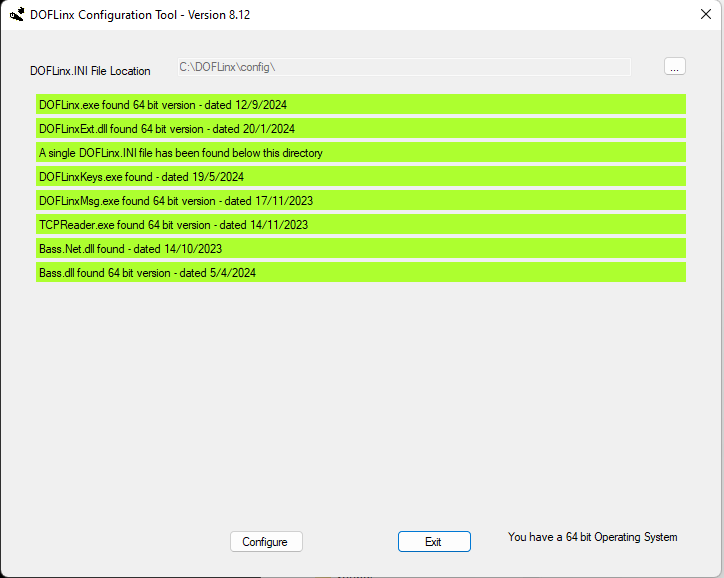 DOFLinx Configuration Tool - Version 8.12
DOFLinx.INI File Location
C:\DOFLinx\config\
...
DOFLinx.exe found 64 bit version - dated 12/9/2024
DOFLinxExt.dll found 64 bit version - dated 20/1/2024
A single DOFLinx.INI file has been found below this directory
DOFLinxKeys.exe found - dated 19/5/2024
DOFLinxMsg.exe found 64 bit version - dated 17/11/2023
TCPReader.exe found 64 bit version - dated 14/11/2023
Bass.Net.dll found - dated 14/10/2023
Bass.dll found 64 bit version - dated 5/4/2024
Configure
Exit
You have a 64 bit Operating System